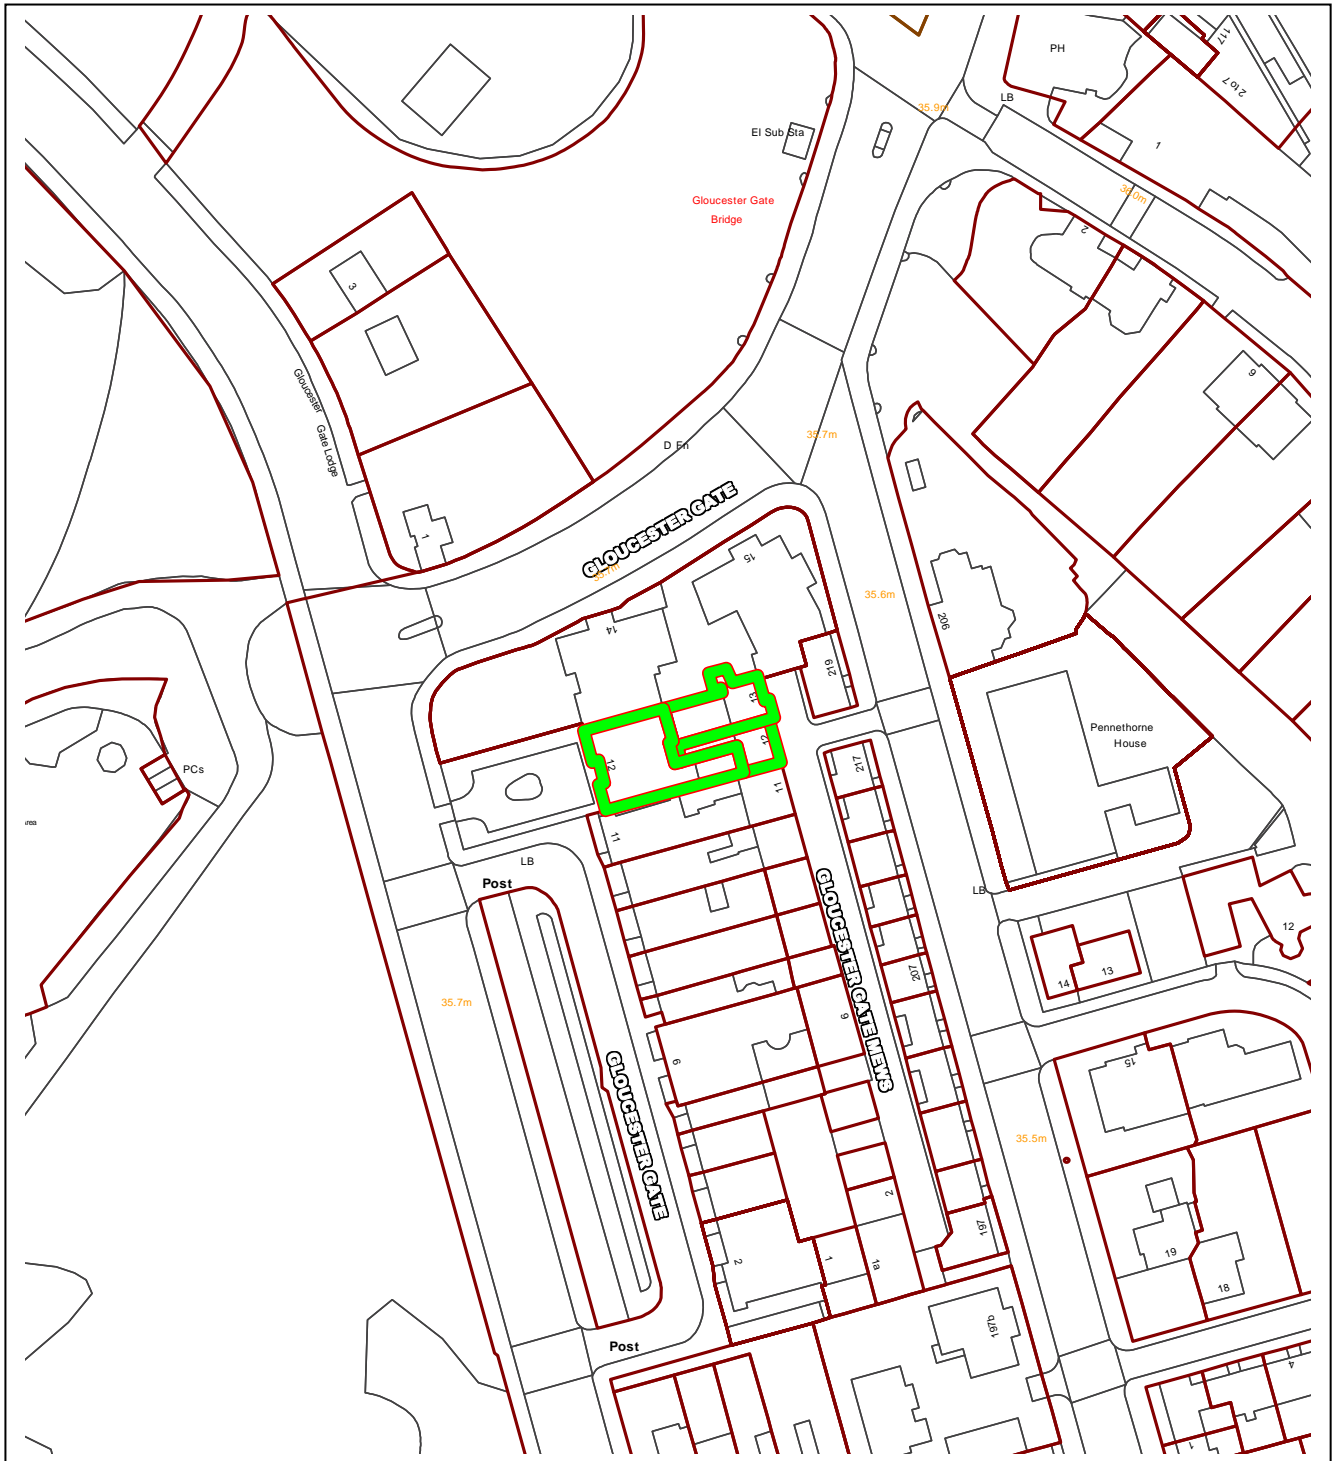 PH
117
21to7
LB
35.9m
El Sub Sta
1
36.0m
Gloucester Gate
Bridge
2
3
9
Gloucester
Gate Lodge
D Fn
35.7m
GLOUCESTER GATE
35.7m
1
15
35.6m
206
14
219
13
12
12
11
217
Pennethorne
House
PCs
11
LB
Post
LB
GLOUCESTER GATE MEWS
12
207
14
13
35.7m
9
6
15
GLOUCESTER GATE
35.5m
2
197
19
18
2
1
1a
197b
Post
4
1